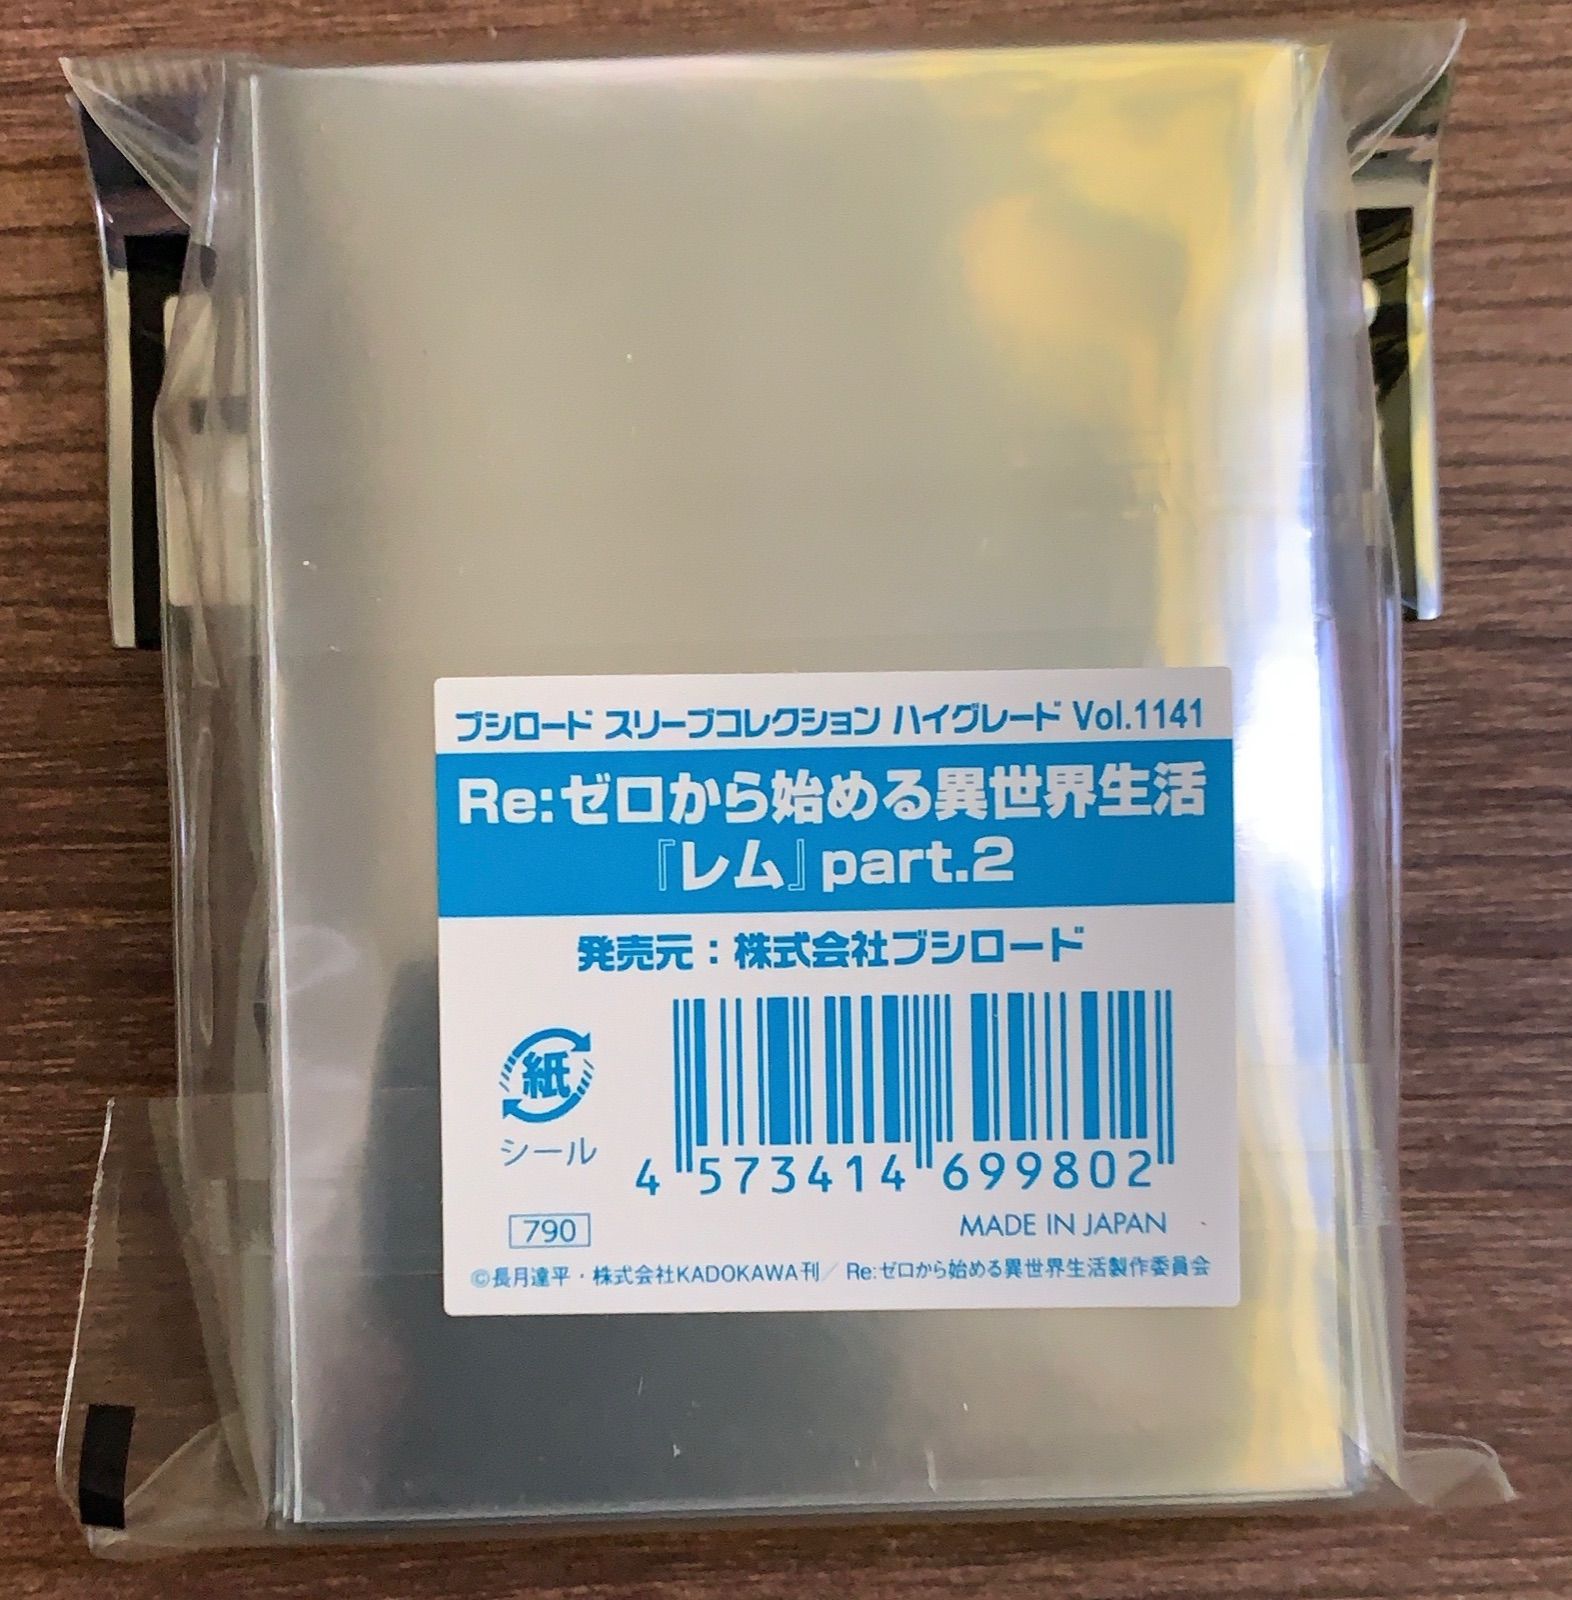 ブシロード スリーブコレクション ハイグレード Vol.1141
Re:ゼロから始める異世界生活
『レム』part.2
発売元：株式会社ブシロード
紙
シール
4 573414 699802
790
MADE IN JAPAN
©長月達平・株式会社KADOKAWA刊／Re:ゼロから始める異世界生活製作委員会